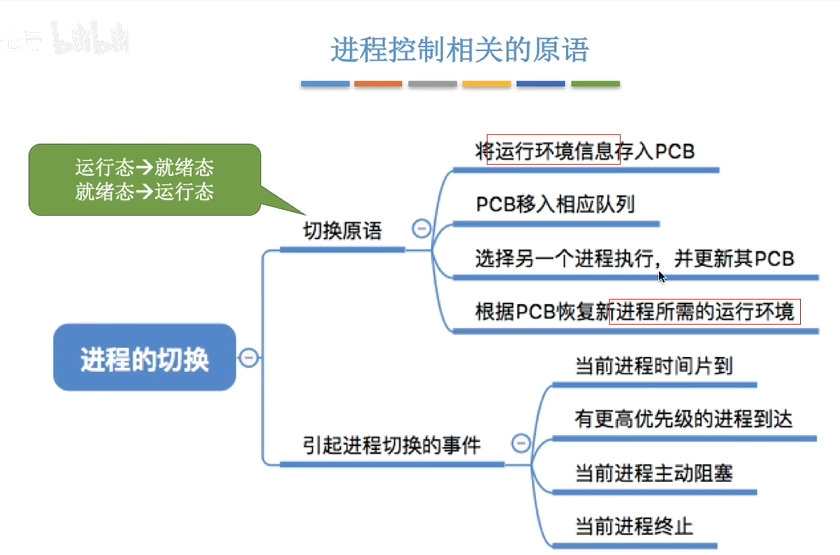 bilibili
进程控制相关的原语
运行态→就绪态
就绪态→运行态
切换原语
将运行环境信息存入PCB
PCB移入相应队列
选择另一个进程执行，并更新其PCB
根据PCB恢复新进程所需的运行环境
进程的切换
引起进程切换的事件
当前进程时间片到
有更高优先级的进程到达
当前进程主动阻塞
当前进程终止